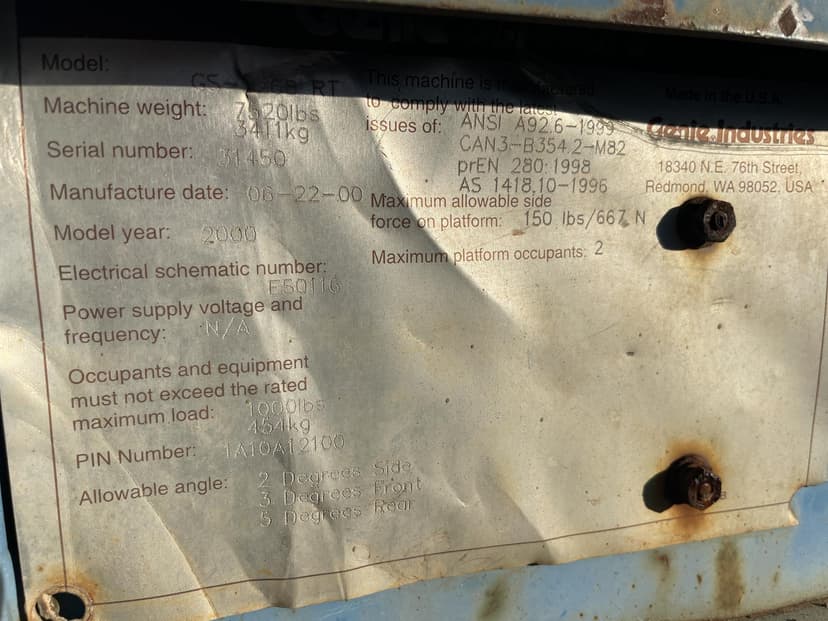 Model:
RT
Machine weight: 7520lbs
3411kg
Serial number: 31450
Manufacture date: 06-22-00
Model year: 2000
Electrical schematic number:
E50116
Power supply voltage and
frequency: N/A
Occupants and equipment
must not exceed the rated
maximum load: 1000lbs
454kg
PIN Number: 1A10A12100
Allowable angle: 2 Degrees Side
3 Degrees Front
5 Degrees Rear
This machine is manufactured
to comply with the latest
issues of: ANSI A92.6-1999
CAN3-B354.2-M82
prEN 280:1998
AS 1418.10-1996
Maximum allowable side
force on platform: 150 lbs/667 N
Maximum platform occupants: 2
Made in the U.S.A.
Genie Industries
18340 N.E. 76th Street,
Redmond, WA 98052, USA